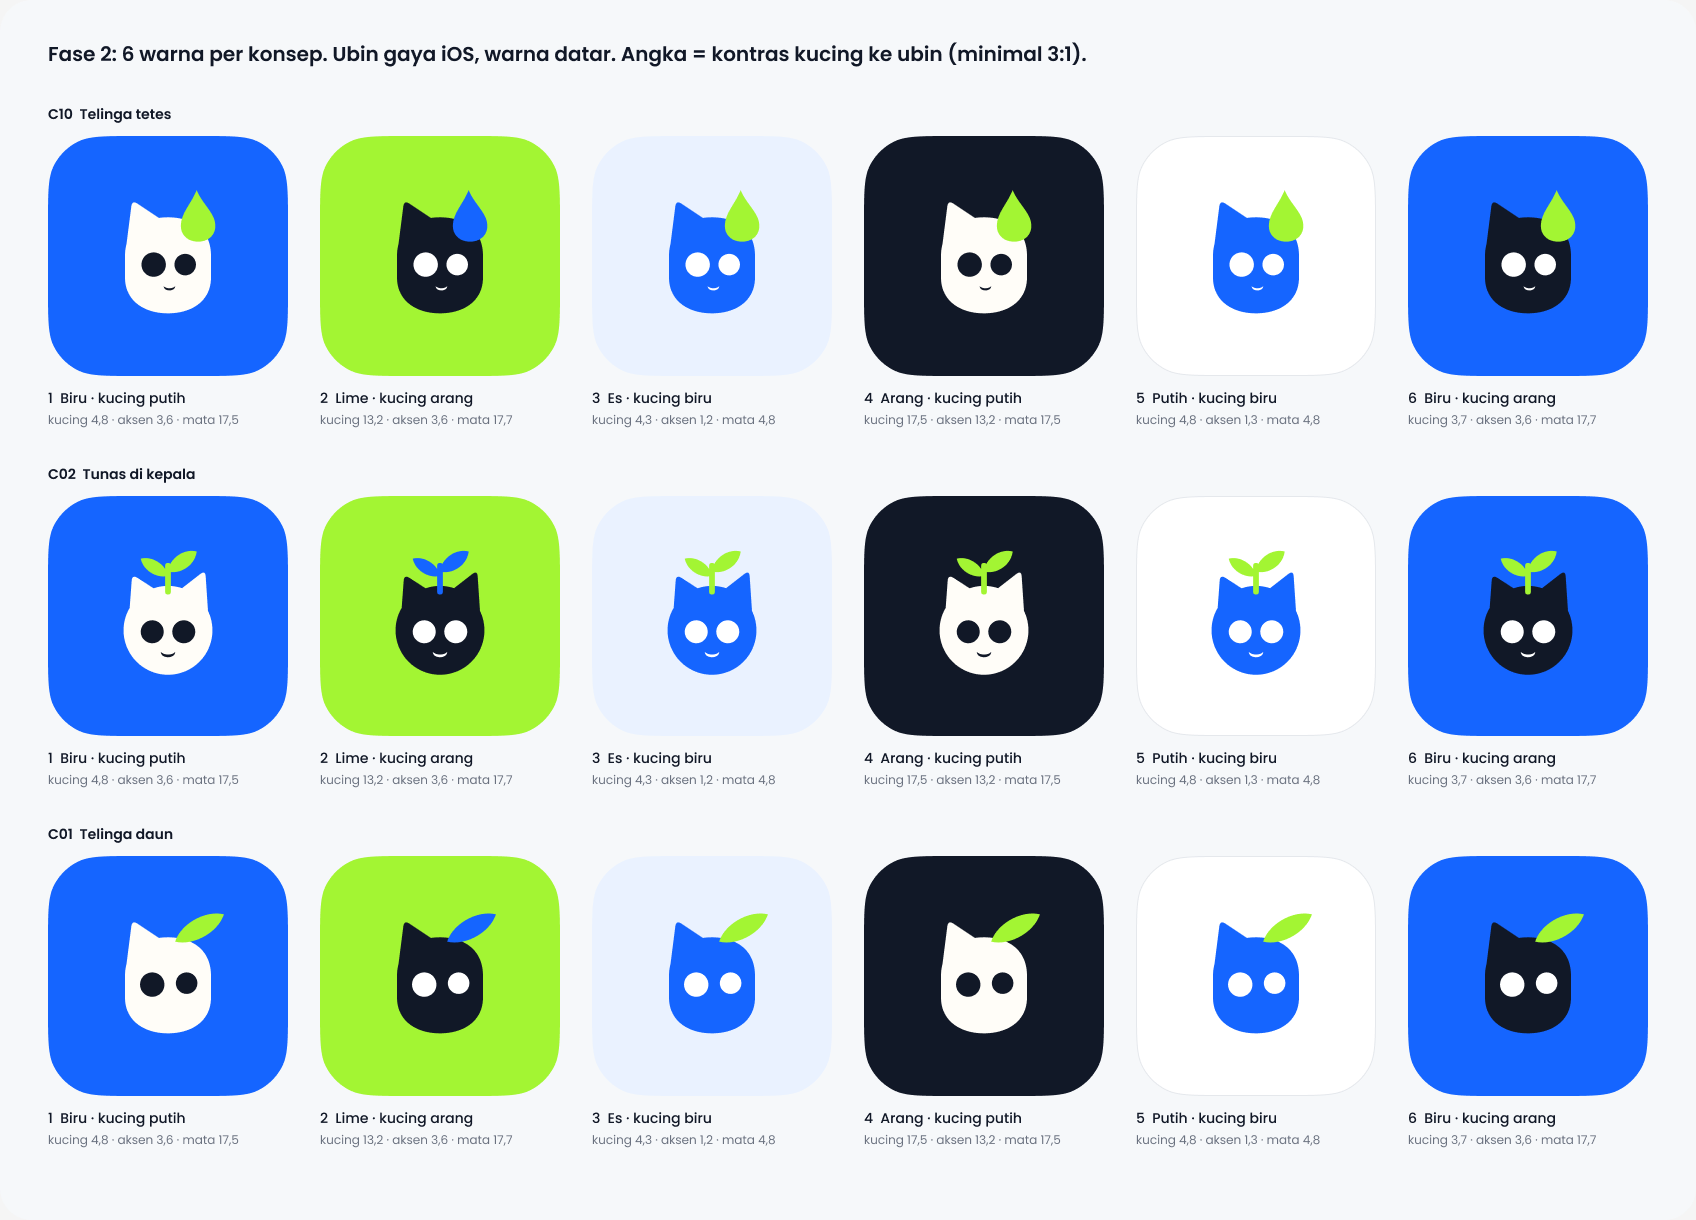 Fase 2: 6 warna per konsep. Ubin gaya iOS, warna datar. Angka = kontras kucing ke ubin (minimal 3:1).
C10 Telinga tetes
1 Biru · kucing putih
kucing 4,8 · aksen 3,6 · mata 17,5
2 Lime · kucing arang
kucing 13,2 · aksen 3,6 · mata 17,7
3 Es · kucing biru
kucing 4,3 · aksen 1,2 · mata 4,8
4 Arang · kucing putih
kucing 17,5 · aksen 13,2 · mata 17,5
5 Putih · kucing biru
kucing 4,8 · aksen 1,3 · mata 4,8
6 Biru · kucing arang
kucing 3,7 · aksen 3,6 · mata 17,7
C02 Tunas di kepala
1 Biru · kucing putih
kucing 4,8 · aksen 3,6 · mata 17,5
2 Lime · kucing arang
kucing 13,2 · aksen 3,6 · mata 17,7
3 Es · kucing biru
kucing 4,3 · aksen 1,2 · mata 4,8
4 Arang · kucing putih
kucing 17,5 · aksen 13,2 · mata 17,5
5 Putih · kucing biru
kucing 4,8 · aksen 1,3 · mata 4,8
6 Biru · kucing arang
kucing 3,7 · aksen 3,6 · mata 17,7
C01 Telinga daun
1 Biru · kucing putih
kucing 4,8 · aksen 3,6 · mata 17,5
2 Lime · kucing arang
kucing 13,2 · aksen 3,6 · mata 17,7
3 Es · kucing biru
kucing 4,3 · aksen 1,2 · mata 4,8
4 Arang · kucing putih
kucing 17,5 · aksen 13,2 · mata 17,5
5 Putih · kucing biru
kucing 4,8 · aksen 1,3 · mata 4,8
6 Biru · kucing arang
kucing 3,7 · aksen 3,6 · mata 17,7